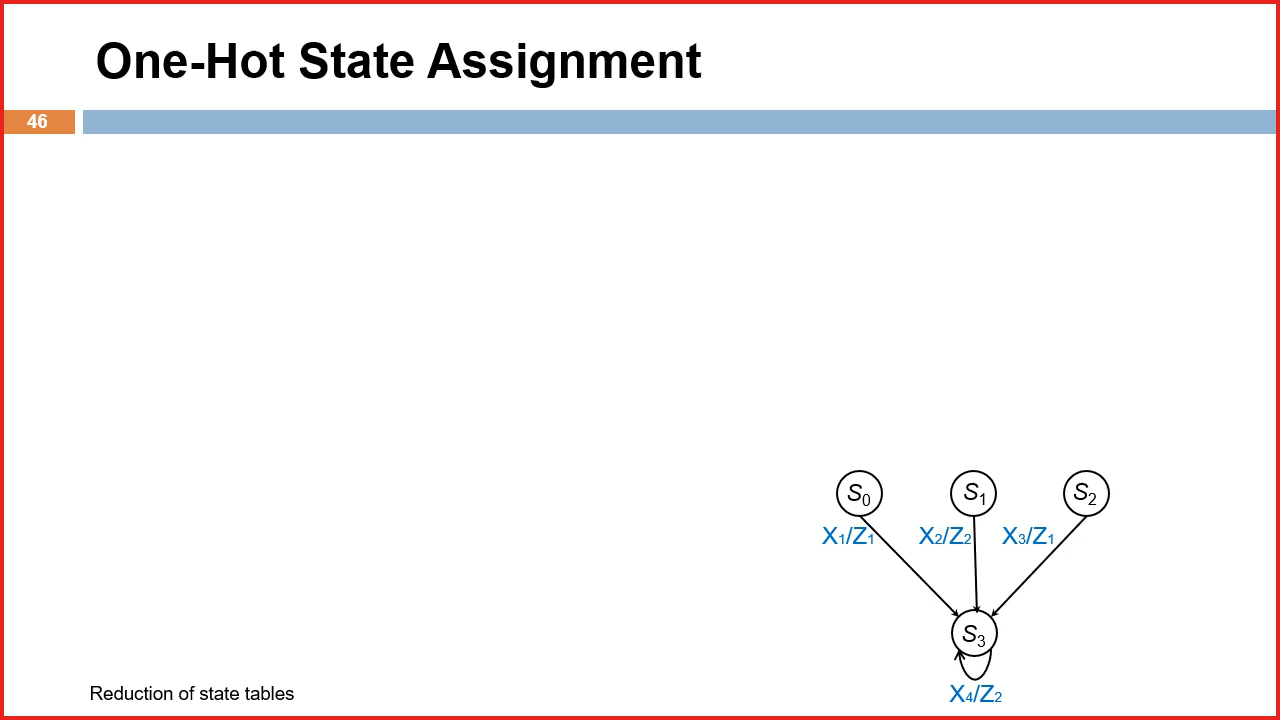 One-Hot State Assignment
46
S0 S1 S2
X1/Z1 X2/Z2 X3/Z1
S3
X4/Z2
Reduction of state tables